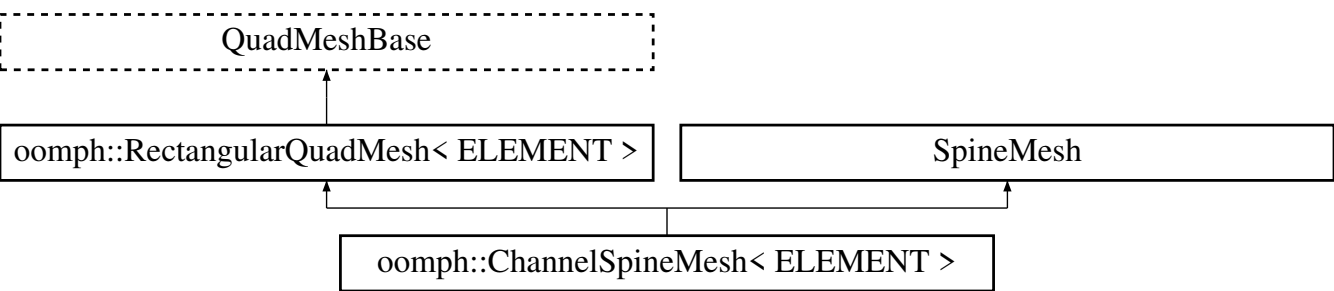 QuadMeshBase
oomph::RectangularQuadMesh< ELEMENT >
SpineMesh
oomph::ChannelSpineMesh< ELEMENT >